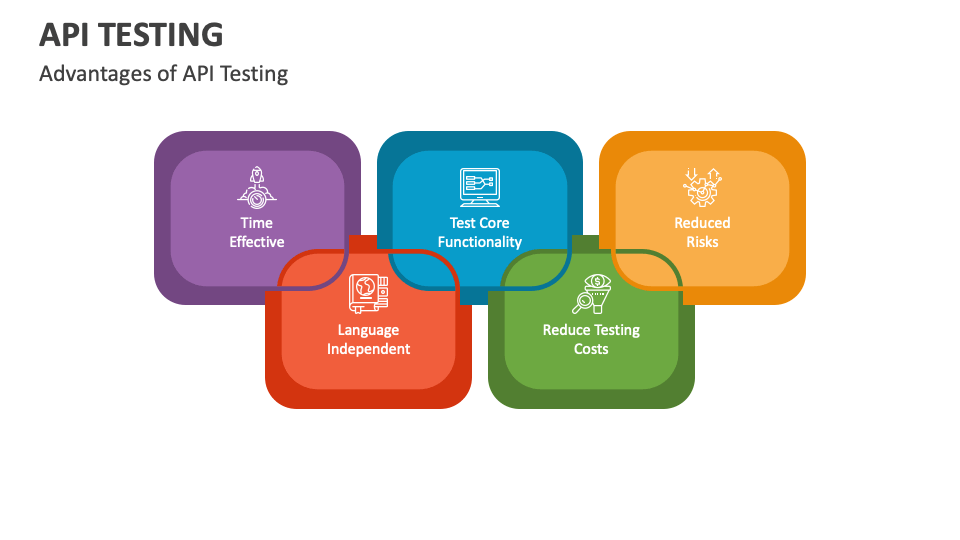 API TESTING
Advantages of API Testing
Time
Effective
Test Core
Functionality
Reduced
Risks
Language
Independent
Reduce Testing
Costs